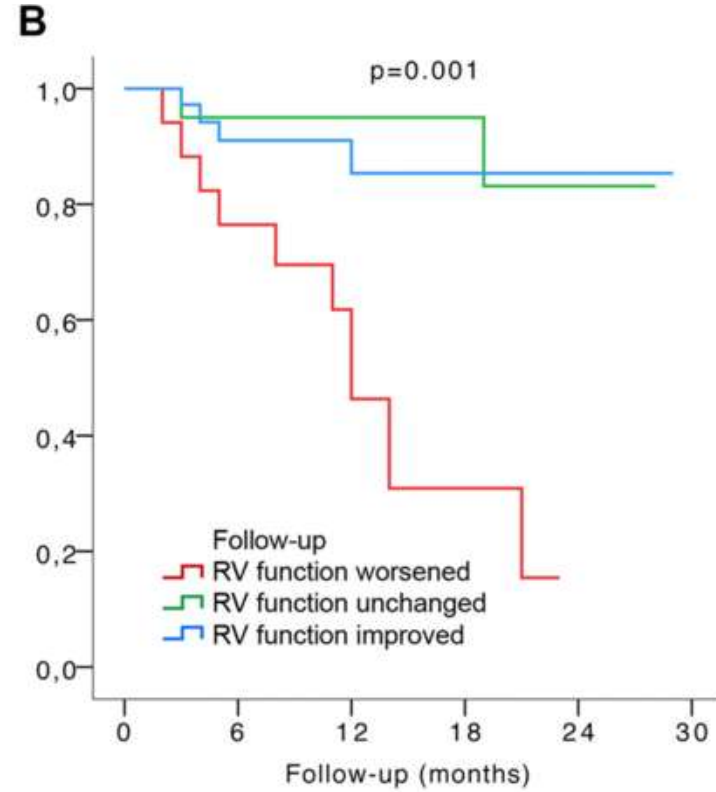 B
p=0.001
1,0
0,8
0,6
0,4
0,2
0,0
Follow-up
RV function worsened
RV function unchanged
RV function improved
0 6 12 18 24 30
Follow-up (months)